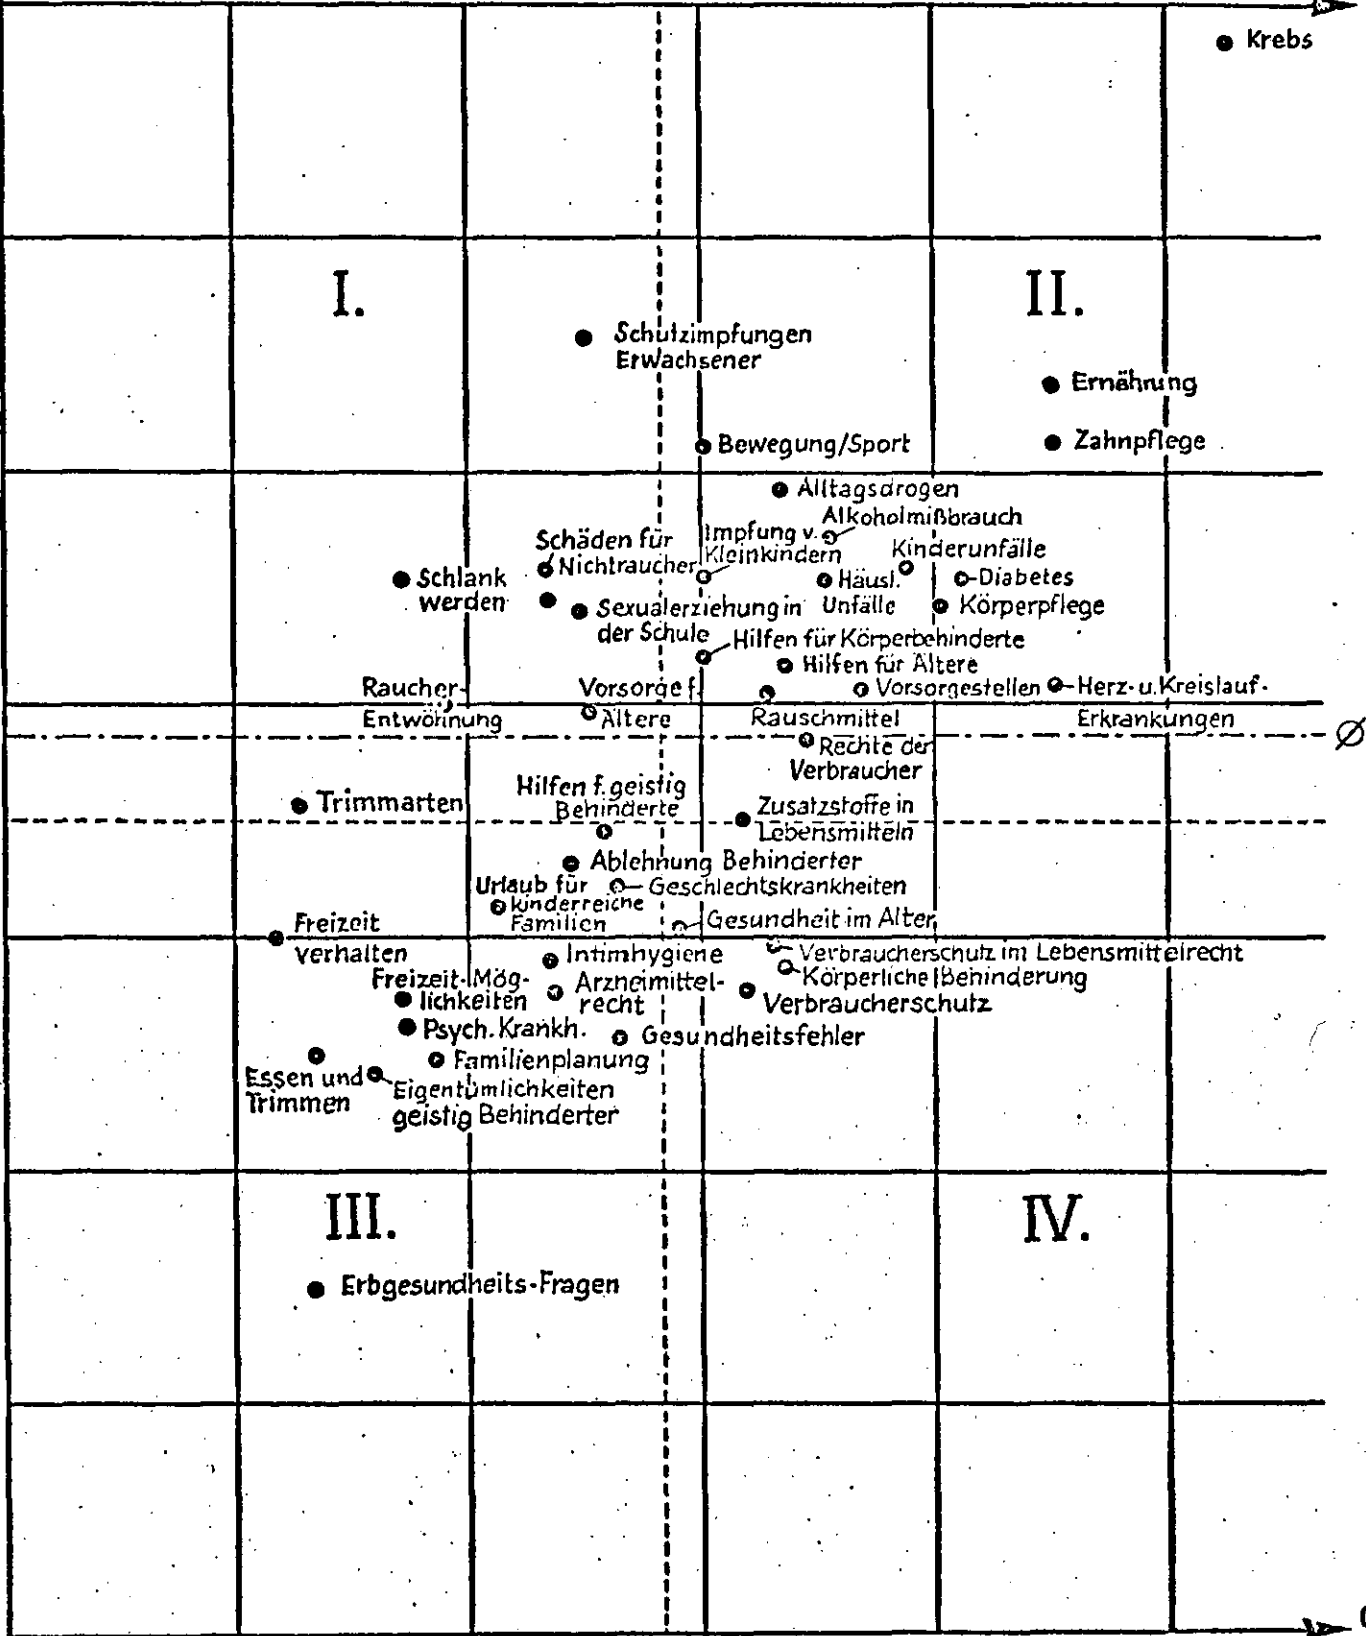 Krebs
I.
II.
Schutzimpfungen
Erwachsener
Ernährung
Bewegung/Sport
Zahnpflege
Alltagsdrogen
Alkoholmißbrauch
Schäden für
Nichtraucher
Impfung v.
Kleinkindern
Kinderunfälle
Schlank
werden
Häusl.
Unfälle
Diabetes
Körperpflege
Sexualerziehung in
der Schule
Hilfen für Körperbehinderte
Hilfen für Ältere
Raucher-
Entwöhnung
Vorsorge f.
Ältere
Vorsorgestellen
Herz- u. Kreislauf-
Erkrankungen
Rauschmittel
Ø
Rechte der
Verbraucher
Trimmarten
Hilfen f. geistig
Behinderte
Zusatzstoffe in
Lebensmitteln
Ablehnung Behinderter
Urlaub für
kinderreiche
Familien
Geschlechtskrankheiten
Gesundheit im Alter
Freizeit
verhalten
Intimhygiene
Verbraucherschutz im Lebensmittelrecht
Körperliche Behinderung
Freizeit-Mög-
lichkeiten
Arzneimittel-
recht
Verbraucherschutz
Psych. Krankh.
Gesundheitsfehler
Familienplanung
Essen und
Trimmen
Eigentümlichkeiten
geistig Behinderter
III.
IV.
Erbgesundheits-Fragen